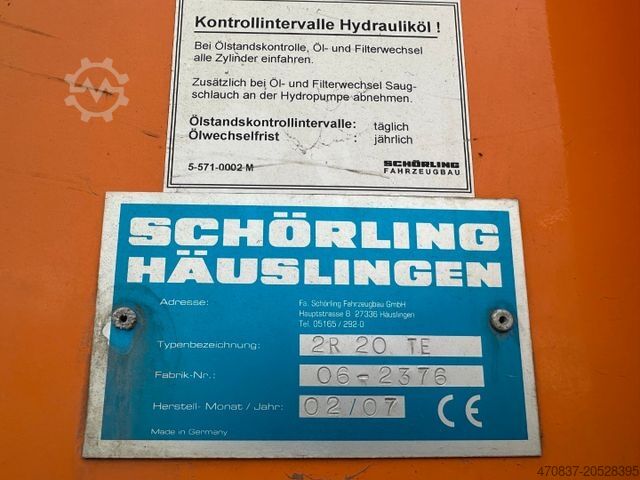 Kontrollintervalle Hydrauliköl !
Bei Ölstandskontrolle, Öl- und Filterwechsel
alle Zylinder einfahren.
Zusätzlich bei Öl- und Filterwechsel Saug-
schlauch an der Hydropumpe abnehmen.
Ölstandskontrollintervalle: täglich
Ölwechselfrist : jährlich
5-571-0002 M
SCHÖRLING
FAHRZEUGBAU
SCHÖRLING
HÄUSLINGEN
Adresse: Fa. Schörling Fahrzeugbau GmbH
Hauptstrasse 8 27336 Häuslingen
Tel. 05165 / 292-0
Typenbezeichnung: 2R 20 TE
Fabrik-Nr.: 06-2376
Herstell- Monat / Jahr: 02/07
CE
Made in Germany
470837-20528395